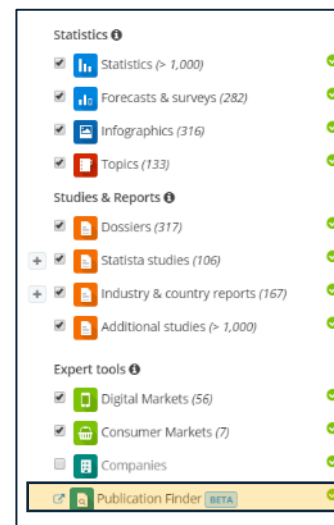 Statistics
Statistics (> 1,000)
Forecasts & surveys (282)
Infographics (316)
Topics (133)
Studies & Reports
Dossiers (317)
Statista studies (106)
Industry & country reports (167)
Additional studies (> 1,000)
Expert tools
Digital Markets (56)
Consumer Markets (7)
Companies
Publication Finder BETA